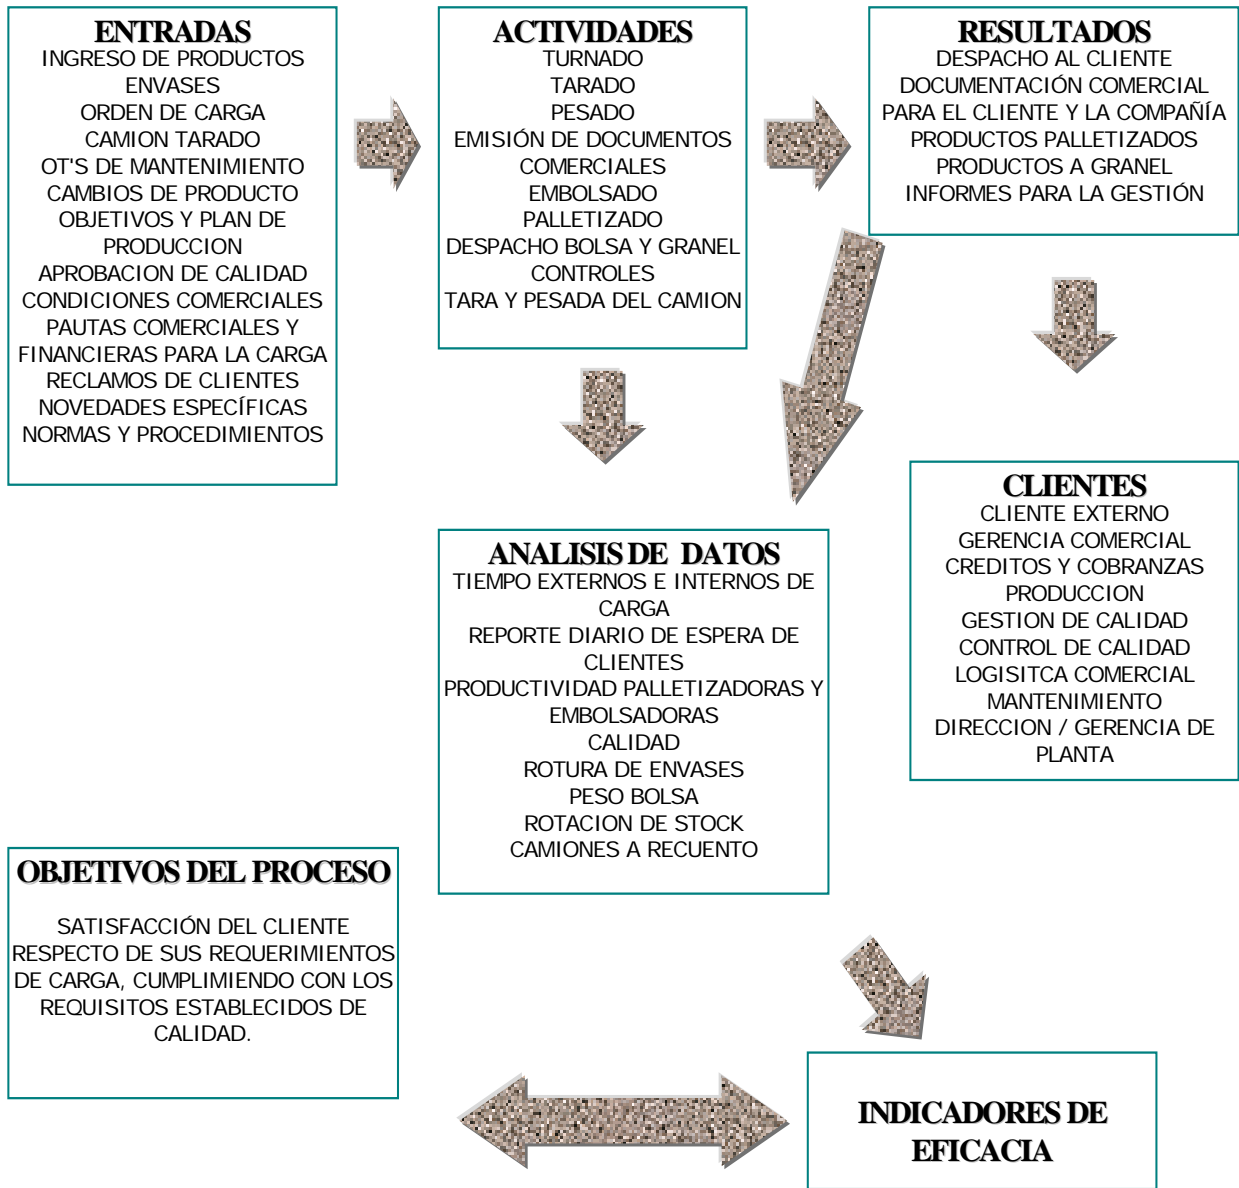 ENTRADAS
INGRESO DE PRODUCTOS
ENVASES
ORDEN DE CARGA
CAMION TARADO
OT'S DE MANTENIMIENTO
CAMBIOS DE PRODUCTO
OBJETIVOS Y PLAN DE
PRODUCCION
APROBACION DE CALIDAD
CONDICIONES COMERCIALES
PAUTAS COMERCIALES Y
FINANCIERAS PARA LA CARGA
RECLAMOS DE CLIENTES
NOVEDADES ESPECÍFICAS
NORMAS Y PROCEDIMIENTOS
ACTIVIDADES
TURNADO
TARADO
PESADO
EMISIÓN DE DOCUMENTOS
COMERCIALES
EMBOLSADO
PALLETIZADO
DESPACHO BOLSA Y GRANEL
CONTROLES
TARA Y PESADA DEL CAMION
RESULTADOS
DESPACHO AL CLIENTE
DOCUMENTACIÓN COMERCIAL
PARA EL CLIENTE Y LA COMPAÑÍA
PRODUCTOS PALLETIZADOS
PRODUCTOS A GRANEL
INFORMES PARA LA GESTIÓN
CLIENTES
CLIENTE EXTERNO
GERENCIA COMERCIAL
CREDITOS Y COBRANZAS
PRODUCCION
GESTION DE CALIDAD
CONTROL DE CALIDAD
LOGISITCA COMERCIAL
MANTENIMIENTO
DIRECCION / GERENCIA DE
PLANTA
ANALISIS DE DATOS
TIEMPO EXTERNOS E INTERNOS DE
CARGA
REPORTE DIARIO DE ESPERA DE
CLIENTES
PRODUCTIVIDAD PALLETIZADORAS Y
EMBOLSADORAS
CALIDAD
ROTURA DE ENVASES
PESO BOLSA
ROTACION DE STOCK
CAMIONES A RECUENTO
OBJETIVOS DEL PROCESO
SATISFACCIÓN DEL CLIENTE
RESPECTO DE SUS REQUERIMIENTOS
DE CARGA, CUMPLIMIENDO CON LOS
REQUISITOS ESTABLECIDOS DE
CALIDAD.
INDICADORES DE
EFICACIA